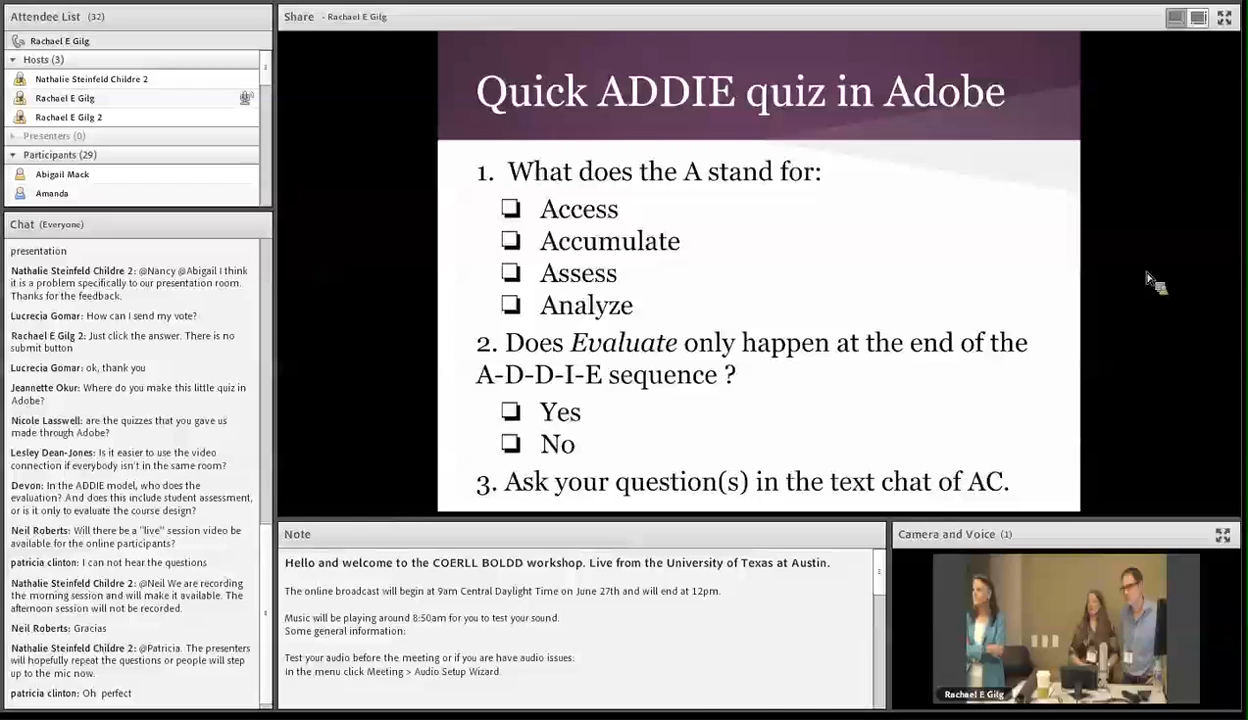 Attendee List (32)
Rachael E Gilg
Hosts (3)
Nathalie Steinfeld Childre 2
Rachael E Gilg
Rachael E Gilg 2
Presenters (0)
Participants (29)
Abigail Mack
Amanda
Chat (Everyone)
presentation
Nathalie Steinfeld Childre 2: @Nancy @Abigail I think
it is a problem specifically to our presentation room.
Thanks for the feedback.
Lucrecia Gomar: How can I send my vote?
Rachael E Gilg 2: Just click the answer. There is no
submit button
Lucrecia Gomar: ok, thank you
Jeannette Okur: Where do you make this little quiz in
Adobe?
Nicole Lasswell: are the quizzes that you gave us
made through Adobe?
Lesley Dean-Jones: Is it easier to use the video
connection if everybody isn't in the same room?
Devon: In the ADDIE model, who does the
evaluation? And does this include student assessment,
or is it only to evaluate the course design?
Neil Roberts: Will there be a "live" session video be
available for the online participants?
patricia clinton: I can not hear the questions
Nathalie Steinfeld Childre 2: @Neil We are recording
the morning session and will make it available. The
afternoon session will not be recorded.
Neil Roberts: Gracias
Nathalie Steinfeld Childre 2: @Patricia. The presenters
will hopefully repeat the questions or people will step
up to the mic now.
patricia clinton: Oh perfect
Share - Rachael E Gilg
Quick ADDIE quiz in Adobe
1. What does the A stand for:
Access
Accumulate
Assess
Analyze
2. Does Evaluate only happen at the end of the
A-D-D-I-E sequence ?
Yes
No
3. Ask your question(s) in the text chat of AC.
Note
Hello and welcome to the COERLL BOLDD workshop. Live from the University of Texas at Austin.
The online broadcast will begin at 9am Central Daylight Time on June 27th and will end at 12pm.
Music will be playing around 8:50am for you to test your sound.
Some general information:
Test your audio before the meeting or if you are have audio issues:
In the menu click Meeting > Audio Setup Wizard.
Camera and Voice (1)
Rachael E Gilg